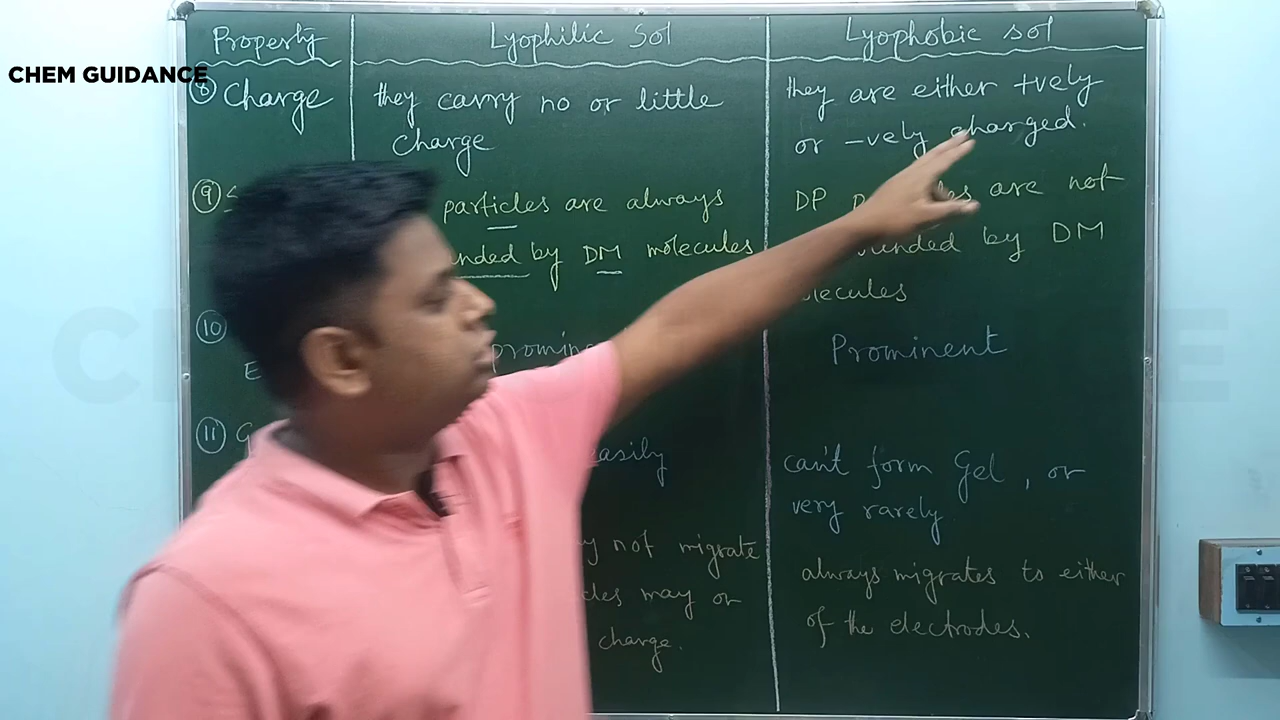 CHEM GUIDANCE
Property Lyophilic Sol Lyophobic sol
⑧ Charge they carry no or little they are either +vely
charge or -vely charged.
⑨ particles are always DP are not
by DM molecules by DM
⑩ Prominent
⑪ easily can't form Gel, or
very rarely
not migrate always migrates to either
may or of the electrodes.
charge.